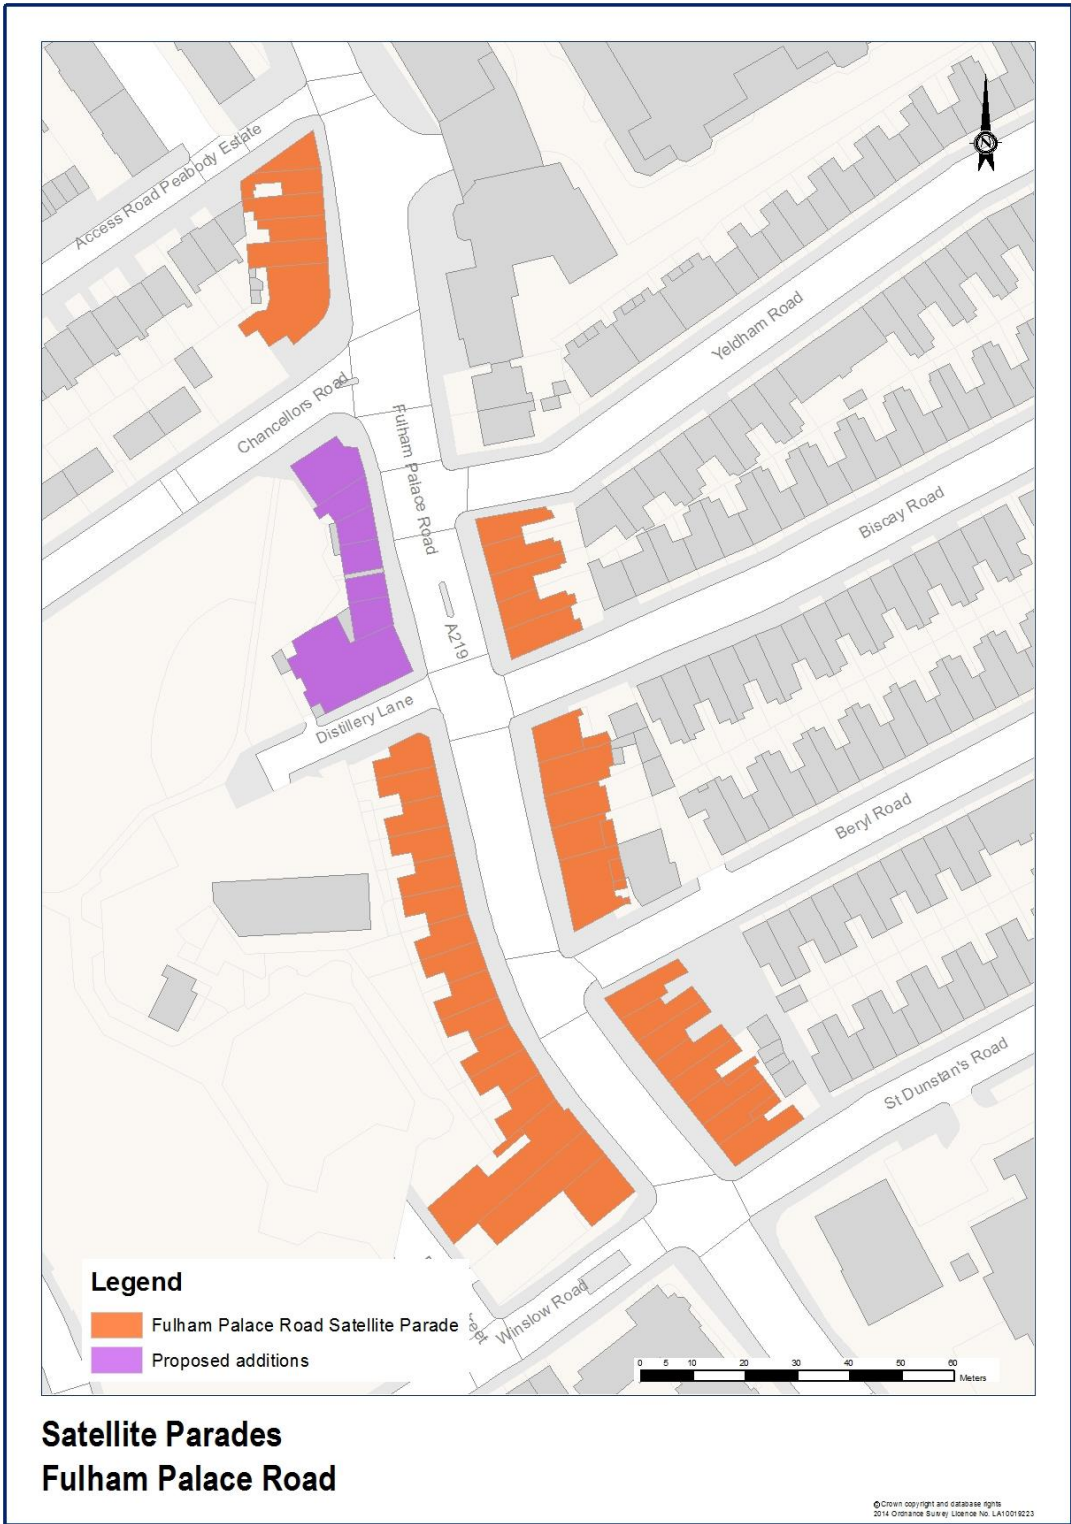 N
Access Road Peabody Estate
Yeldham Road
Chancellors Road
Fulham Palace Road
Biscay Road
A219
Distillery Lane
Beryl Road
St Dunstan's Road
Winslow Road
Legend
Fulham Palace Road Satellite Parade
Proposed additions
0 5 10 20 30 40 50 60
Meters
Satellite Parades
Fulham Palace Road
© Crown copyright and database rights
2014 Ordnance Survey Licence No. LA10019223